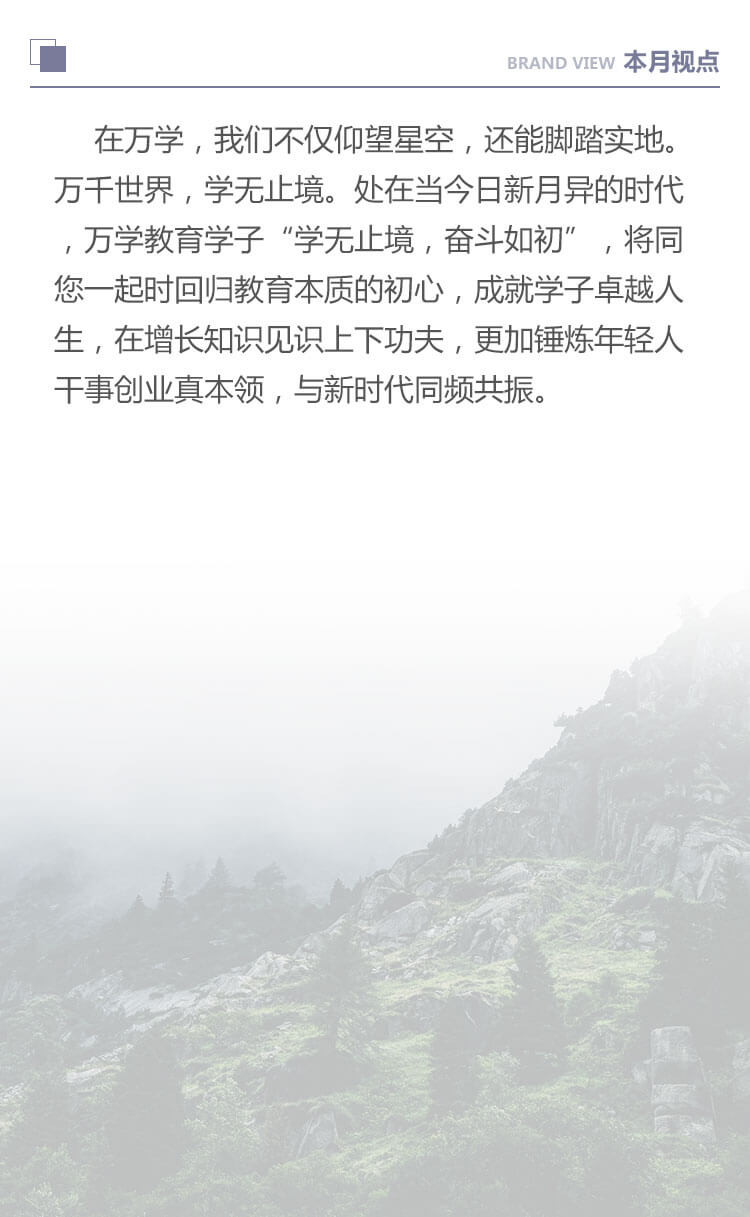 BRAND VIEW 本月视点
在万学，我们不仅仰望星空，还能脚踏实地。
万千世界，学无止境。处在当今日新月异的时代
，万学教育学子“学无止境，奋斗如初”，将同
您一起时回归教育本质的初心，成就学子卓越人
生，在增长知识见识上下功夫，更加锤炼年轻人
干事创业真本领，与新时代同频共振。